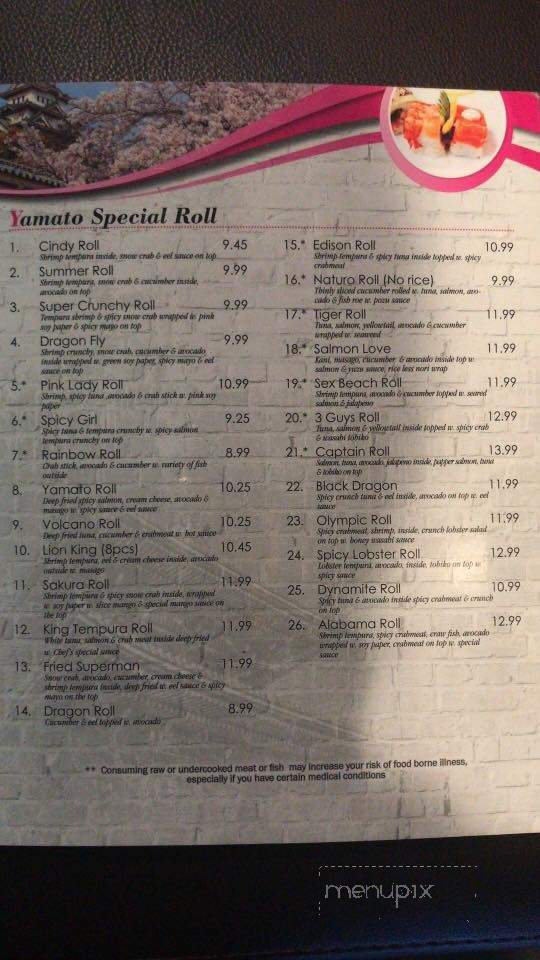 Yamato Special Roll
1. Cindy Roll 9.45
Shrimp tempura inside, snow crab & eel sauce on top
2. Summer Roll 9.99
Shrimp tempura, snow crab & cucumber inside,
avocado on top
3. Super Crunchy Roll 9.99
Tempura shrimp & spicy snow crab wrapped w. pink
soy paper & spicy mayo on top
4. Dragon Fly 9.99
Shrimp crunchy, snow crab, cucumber & avocado
inside wrapped w. green soy paper, spicy mayo & eel
sauce on top
5.* Pink Lady Roll 10.99
Shrimp, spicy tuna ,avocado & crab stick w. pink soy
paper
6.* Spicy Girl 9.25
Spicy tuna & tempura crunchy w. spicy salmon
tempura crunchy on top
7.* Rainbow Roll 8.99
Crab stick, avocado & cucumber w. variety of fish
outside
8. Yamato Roll 10.25
Deep fried spicy salmon, cream cheese, avocado &
masago w. spicy sauce & eel sauce
9. Volcano Roll 10.25
Deep fried tuna, cucumber & crabmeat w. hot sauce
10. Lion King (8pcs) 10.45
Shrimp tempura, eel & cream cheese inside, avocado
outside w. masago
11. Sakura Roll 11.99
Shrimp tempura & spicy snow crab inside, wrapped
w. soy paper w. slice mango & special mango sauce on
the top
12. King Tempura Roll 11.99
White tuna, salmon & crab meat inside deep fried
w. Chef's special sauce
13. Fried Superman 11.99
Snow crab, avocado, cucumber, cream cheese &
shrimp tempura inside, deep fried w. eel sauce & spicy
mayo on the top
14. Dragon Roll 8.99
Cucumber & eel topped w. avocado
15.* Edison Roll 10.99
Shrimp tempura & spicy tuna inside topped w. spicy
crabmeat
16.* Naturo Roll (No rice) 9.99
Thinly sliced cucumber rolled w. tuna, salmon, avo-
cado & fish roe w. pozu sauce
17.* Tiger Roll 11.99
Tuna, salmon, yellowtail, avocado & cucumber
wrapped w. seaweed
18.* Salmon Love 11.99
Kani, masago, cucumber, & avocado inside top w.
salmon & yuzu sauce, rice less nori wrap
19.* Sex Beach Roll 11.99
Shrimp tempura, avocado & cucumber topped w. seared
salmon & jalapeno
20.* 3 Guys Roll 12.99
Tuna, salmon & yellowtail inside topped w. spicy crab
& wasabi tobiko
21.* Captain Roll 13.99
Salmon, tuna, avocado, jalapeno inside, papper salmon, tuna
& tobiko on top
22. Black Dragon 11.99
Spicy crunch tuna & eel inside, avocado on top w. eel
sauce
23. Olympic Roll 11.99
Spicy crabmeat, shrimp, inside, crunch lobster salad
on top w. honey wasabi sauce
24. Spicy Lobster Roll 12.99
Lobster tempura, avocado, inside, tobiko on top w.
spicy sauce
25. Dynamite Roll 10.99
Spicy tuna & avocado inside spicy crabmeat & crunch
on top
26. Alabama Roll 12.99
Shrimp tempura, spicy crabmeat, craw fish, avocado
wrapped w. soy paper, crabmeat on top w. special
sauce
** Consuming raw or undercooked meat or fish may increase your risk of food borne illness,
especially if you have certain medical conditions
menupix